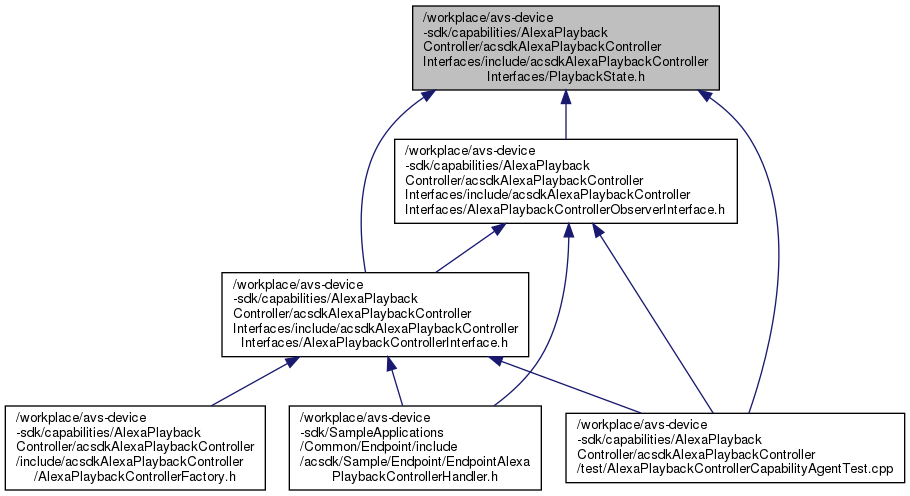 /workplace/avs-device
-sdk/capabilities/AlexaPlayback
Controller/acsdkAlexaPlaybackController
Interfaces/include/acsdkAlexaPlaybackController
Interfaces/PlaybackState.h
/workplace/avs-device
-sdk/capabilities/AlexaPlayback
Controller/acsdkAlexaPlaybackController
Interfaces/include/acsdkAlexaPlaybackController
Interfaces/AlexaPlaybackControllerObserverInterface.h
/workplace/avs-device
-sdk/capabilities/AlexaPlayback
Controller/acsdkAlexaPlaybackController
Interfaces/include/acsdkAlexaPlaybackController
Interfaces/AlexaPlaybackControllerInterface.h
/workplace/avs-device
-sdk/capabilities/AlexaPlayback
Controller/acsdkAlexaPlaybackController
/include/acsdkAlexaPlaybackController
/AlexaPlaybackControllerFactory.h
/workplace/avs-device
-sdk/SampleApplications
/Common/Endpoint/include
/acsdk/Sample/Endpoint/EndpointAlexa
PlaybackControllerHandler.h
/workplace/avs-device
-sdk/capabilities/AlexaPlayback
Controller/acsdkAlexaPlaybackController
/test/AlexaPlaybackControllerCapabilityAgentTest.cpp